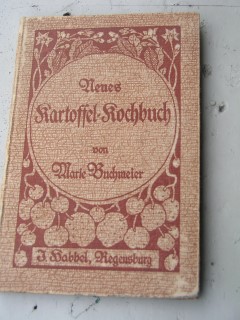 Neues
Kartoffel-Kochbuch
von
Marie Buchmeier
J. Habbel, Regensburg